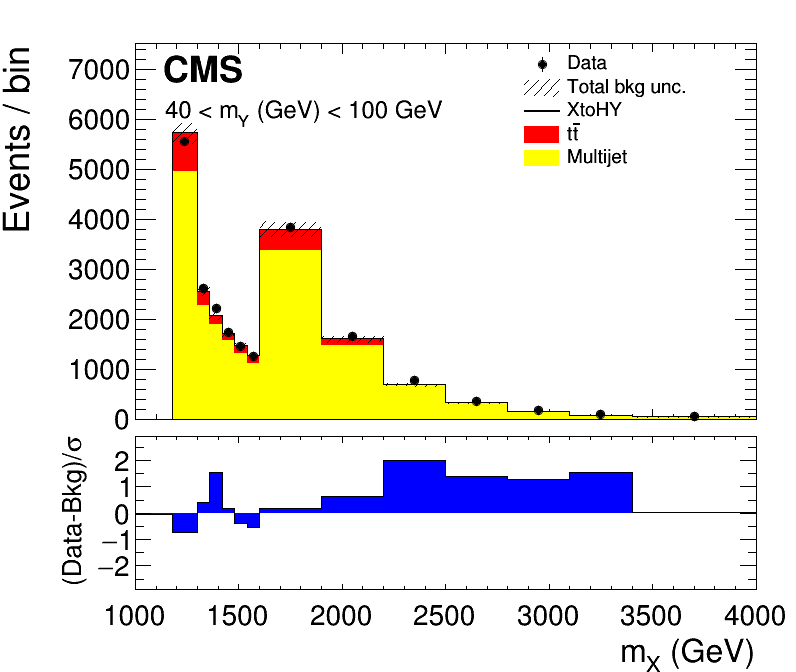 Events / bin
7000
6000
5000
4000
3000
2000
1000
0
CMS
40 < m_Y (GeV) < 100 GeV
Data
Total bkg unc.
XtoHY
tt̄
Multijet
(Data-Bkg)/σ
2
1
0
−1
−2
1000 1500 2000 2500 3000 3500 4000
m_X (GeV)